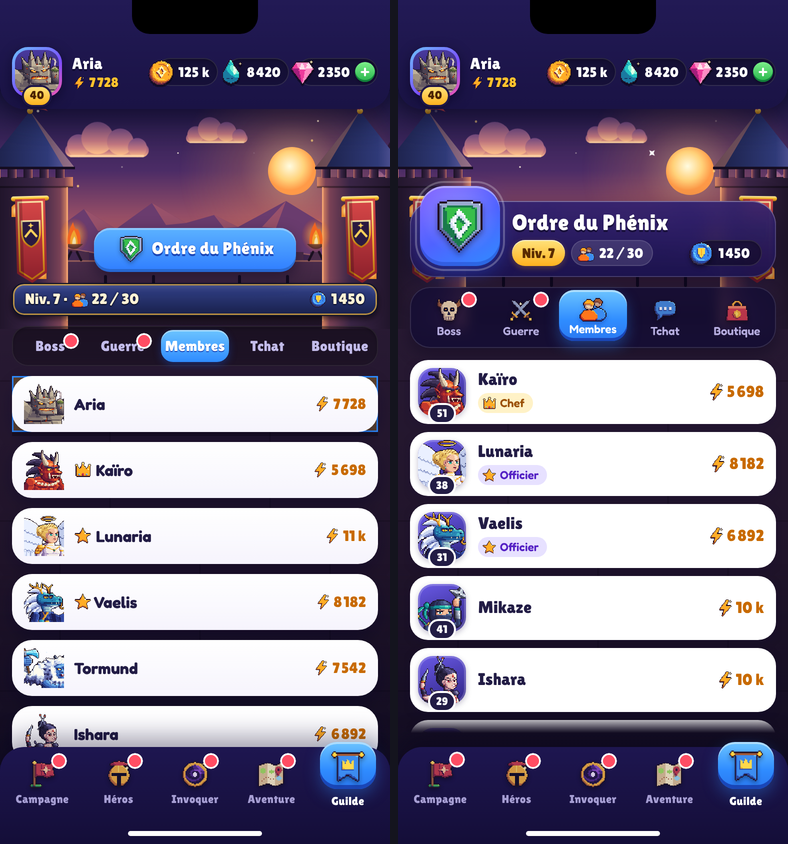 Aria
7728
125 k
8420
2350
40
Ordre du Phénix
Niv. 7 · 22 / 30
1450
Boss
Guerre
Membres
Tchat
Boutique
Aria
7728
Kaïro
5698
Lunaria
11 k
Vaelis
8182
Tormund
7542
Ishara
6892
Campagne
Héros
Invoquer
Aventure
Guilde
Aria
7728
125 k
8420
2350
40
Ordre du Phénix
Niv. 7
22 / 30
1450
Boss
Guerre
Membres
Tchat
Boutique
Kaïro
Chef
51
5698
Lunaria
Officier
38
8182
Vaelis
Officier
31
6892
Mikaze
41
10 k
Ishara
29
10 k
Campagne
Héros
Invoquer
Aventure
Guilde